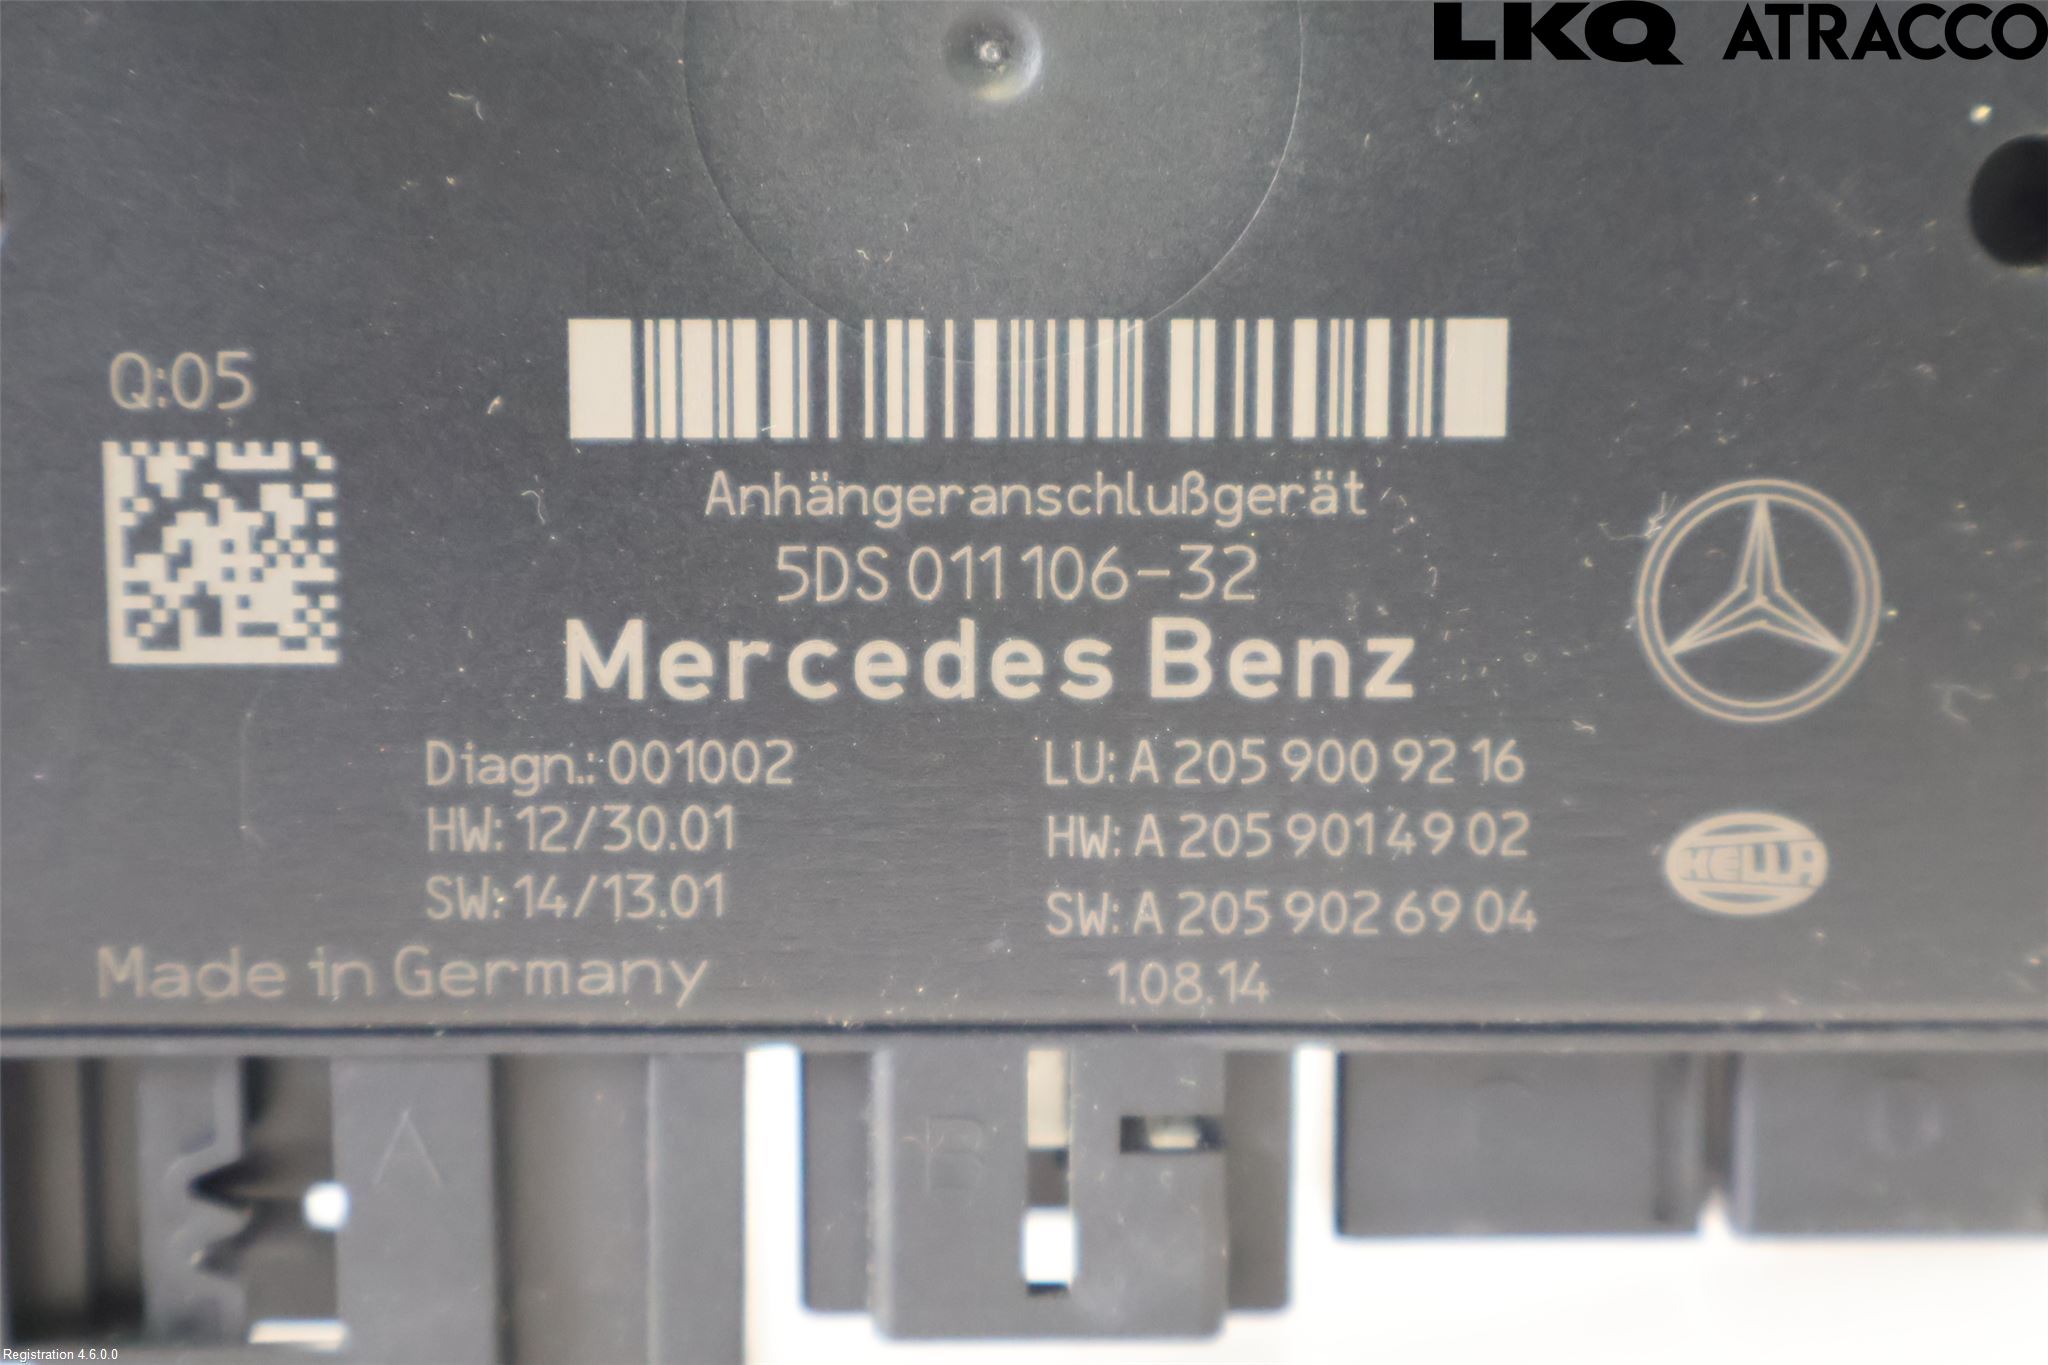 LKQ ATRACCO
Q:05
Anhängeranschlußgerät
5DS 011 106-32
Mercedes Benz
Diagn.: 001002
HW: 12/30.01
SW: 14/13.01
LU: A 205 900 92 16
HW: A 205 901 49 02
SW: A 205 902 69 04
HELLA
Made in Germany
1.08.14
A
B
Registration 4.6.0.0